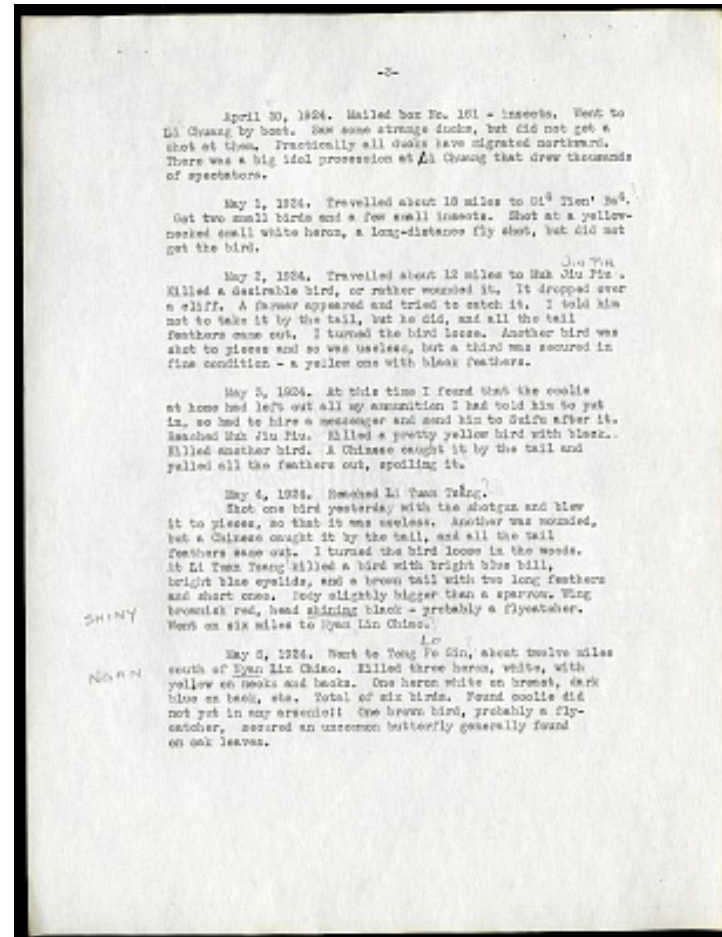 -3-
April 30, 1924. Mailed box No. 161 - insects. Went to
Li Chuang by boat. Saw some strange ducks, but did not get a
shot at them. Practically all ducks have migrated northward.
There was a big idol procession at Li Chuang that drew thousands
of spectators.
May 1, 1924. Travelled about 18 miles to Tien' Ba⁴.
Got two small birds and a few small insects. Shot at a yellow-
necked small white heron, a long-distance fly shot, but did not
get the bird.
JIU PIN
May 2, 1924. Travelled about 12 miles to Muh Jiu Piu.
Killed a desirable bird, or rather wounded it. It dropped over
a cliff. A farmer appeared and tried to catch it. I told him
not to take it by the tail, but he did, and all the tail
feathers came out. I turned the bird loose. Another bird was
shot to pieces and so was useless, but a third was secured in
fine condition - a yellow one with black feathers.
May 3, 1924. At this time I found that the coolie
at home had left out all my ammunition I had told him to put
in, so had to hire a messenger and send him to Suifu after it.
Reached Muh Jiu Piu. Killed a pretty yellow bird with black.
Killed another bird. A Chinese caught it by the tail and
pulled all the feathers out, spoiling it.
May 4, 1924. Reached Li Tuan Tsang.
Shot one bird yesterday with the shotgun and blew
it to pieces, so that it was useless. Another was wounded,
but a Chinese caught it by the tail, and all the tail
feathers came out. I turned the bird loose in the woods.
At Li Tuan Tsang killed a bird with bright blue bill,
bright blue eyelids, and a brown tail with two long feathers
and short ones. Body slightly bigger than a sparrow. Wing
SHINY brownish red, head shining black - probably a flycatcher.
Went on six miles to Nyan Lin Chiao.
Lo
May 5, 1924. Went to Tong Fo Sin, about twelve miles
NGAN south of Nyan Lin Chiao. Killed three heron, white, with
yellow on necks and backs. One heron white on breast, dark
blue on back, etc. Total of six birds. Found coolie did
not put in any arsenic!! One brown bird, probably a fly-
catcher, secured an uncommon butterfly generally found
on oak leaves.